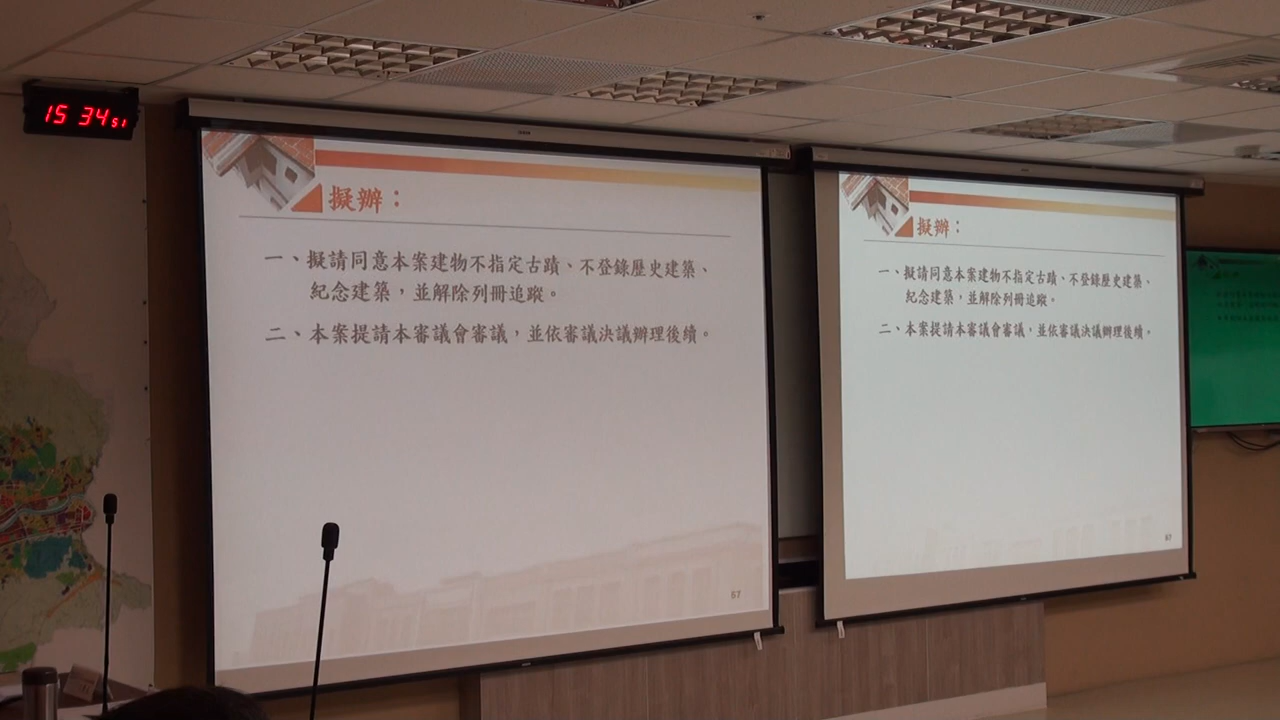 15 34 51
擬辦：
一、擬請同意本案建物不指定古蹟、不登錄歷史建築、
紀念建築，並解除列冊追蹤。
二、本案提請本審議會審議，並依審議決議辦理後續。
57
擬辦：
一、擬請同意本案建物不指定古蹟、不登錄歷史建築、
紀念建築，並解除列冊追蹤。
二、本案提請本審議會審議，並依審議決議辦理後續。
57